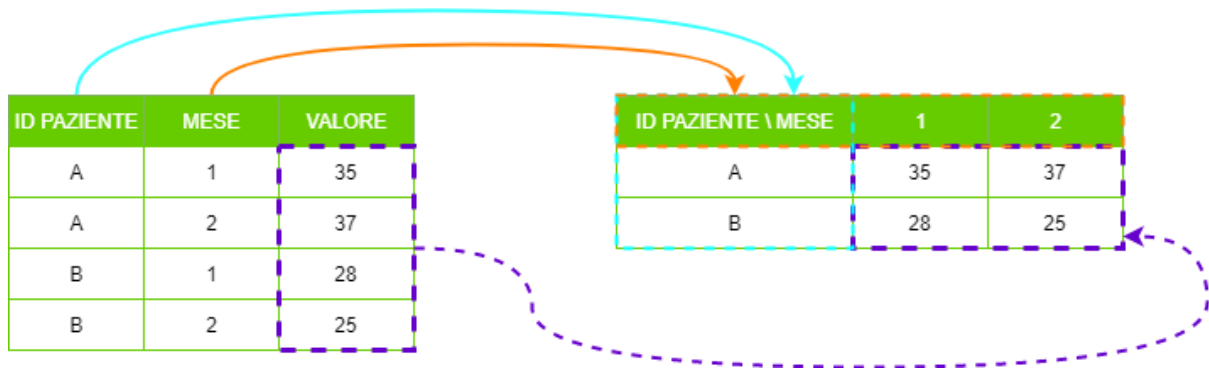 ID PAZIENTE MESE VALORE
A 1 35
A 2 37
B 1 28
B 2 25
ID PAZIENTE \ MESE 1 2
A 35 37
B 28 25